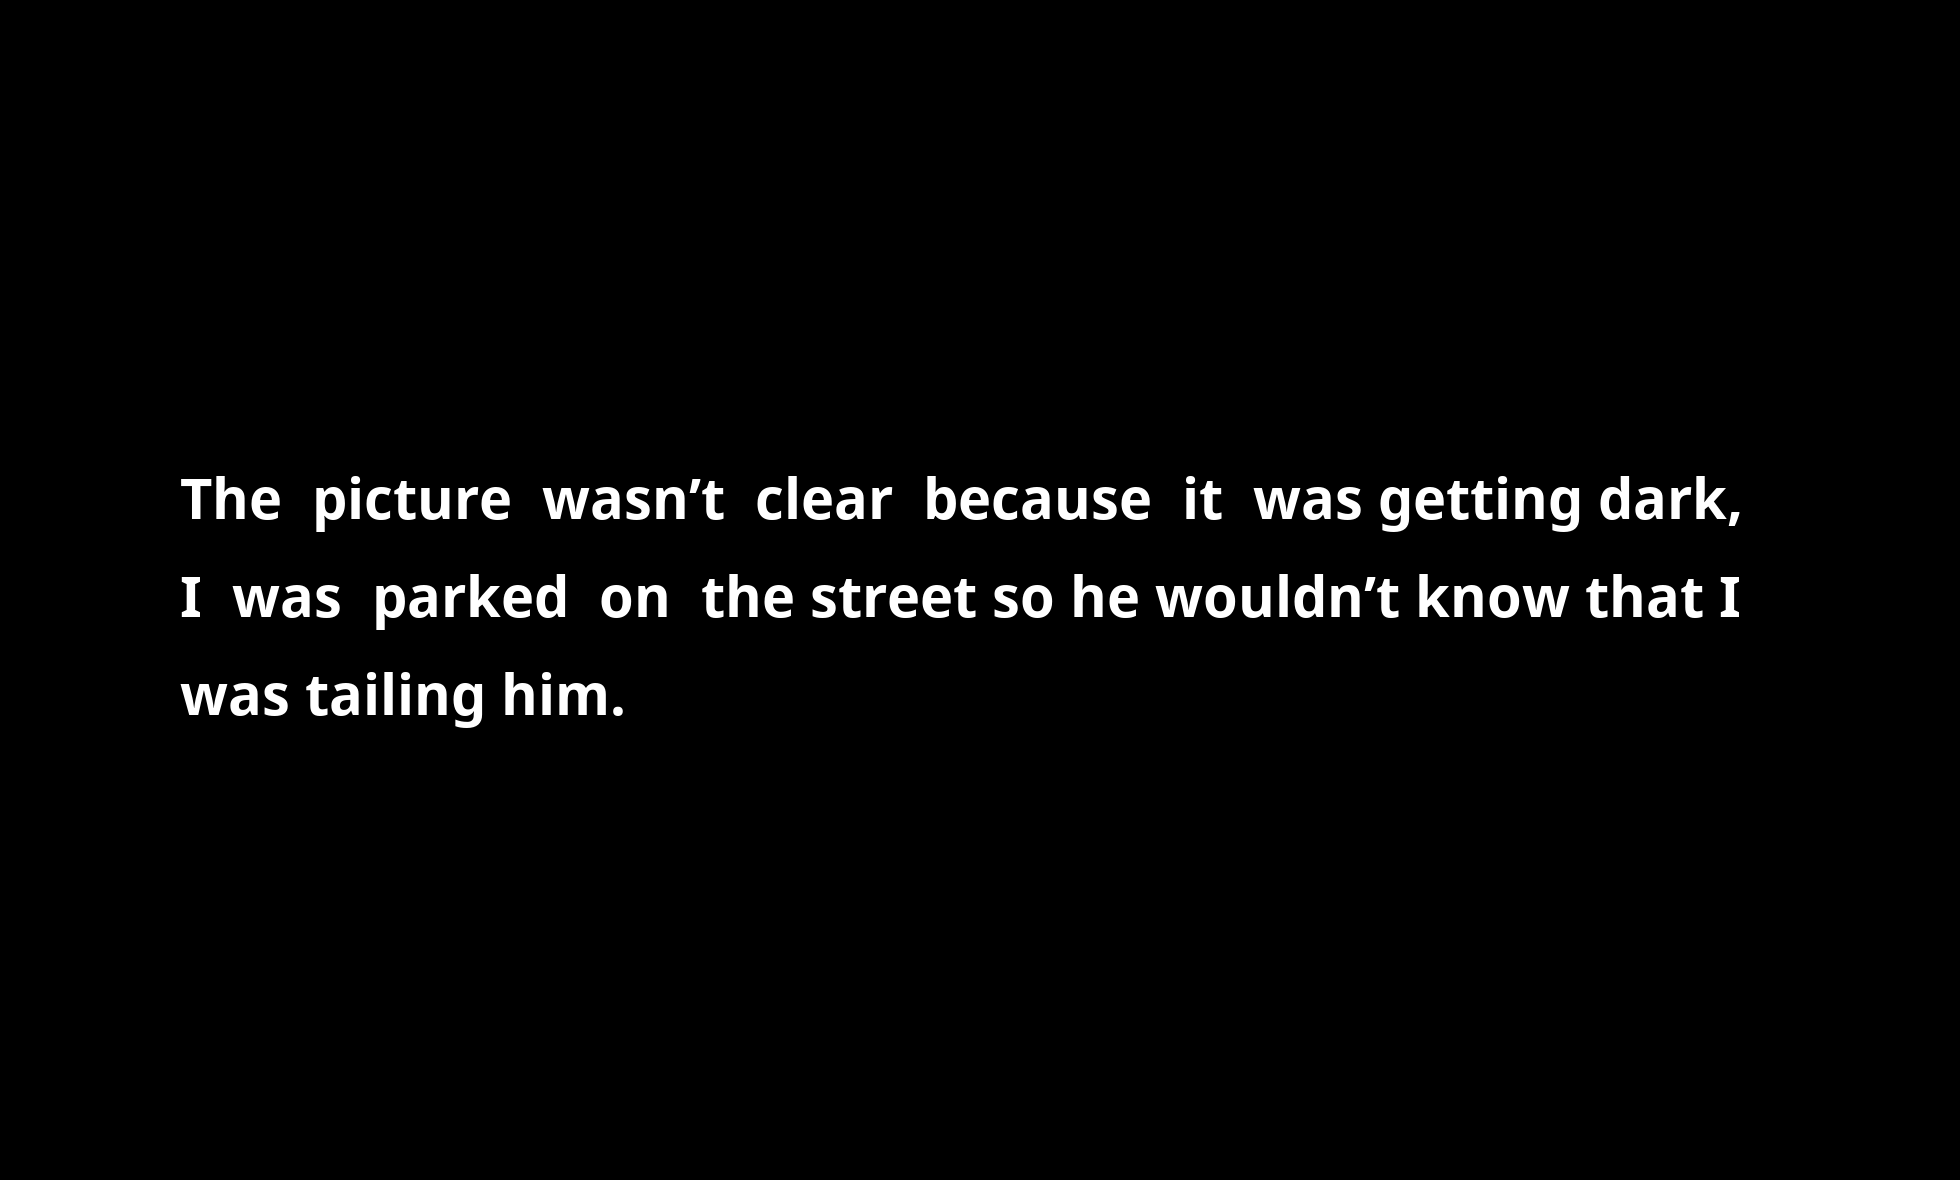 The picture wasn’t clear because it was getting dark,
I was parked on the street so he wouldn’t know that I
was tailing him.